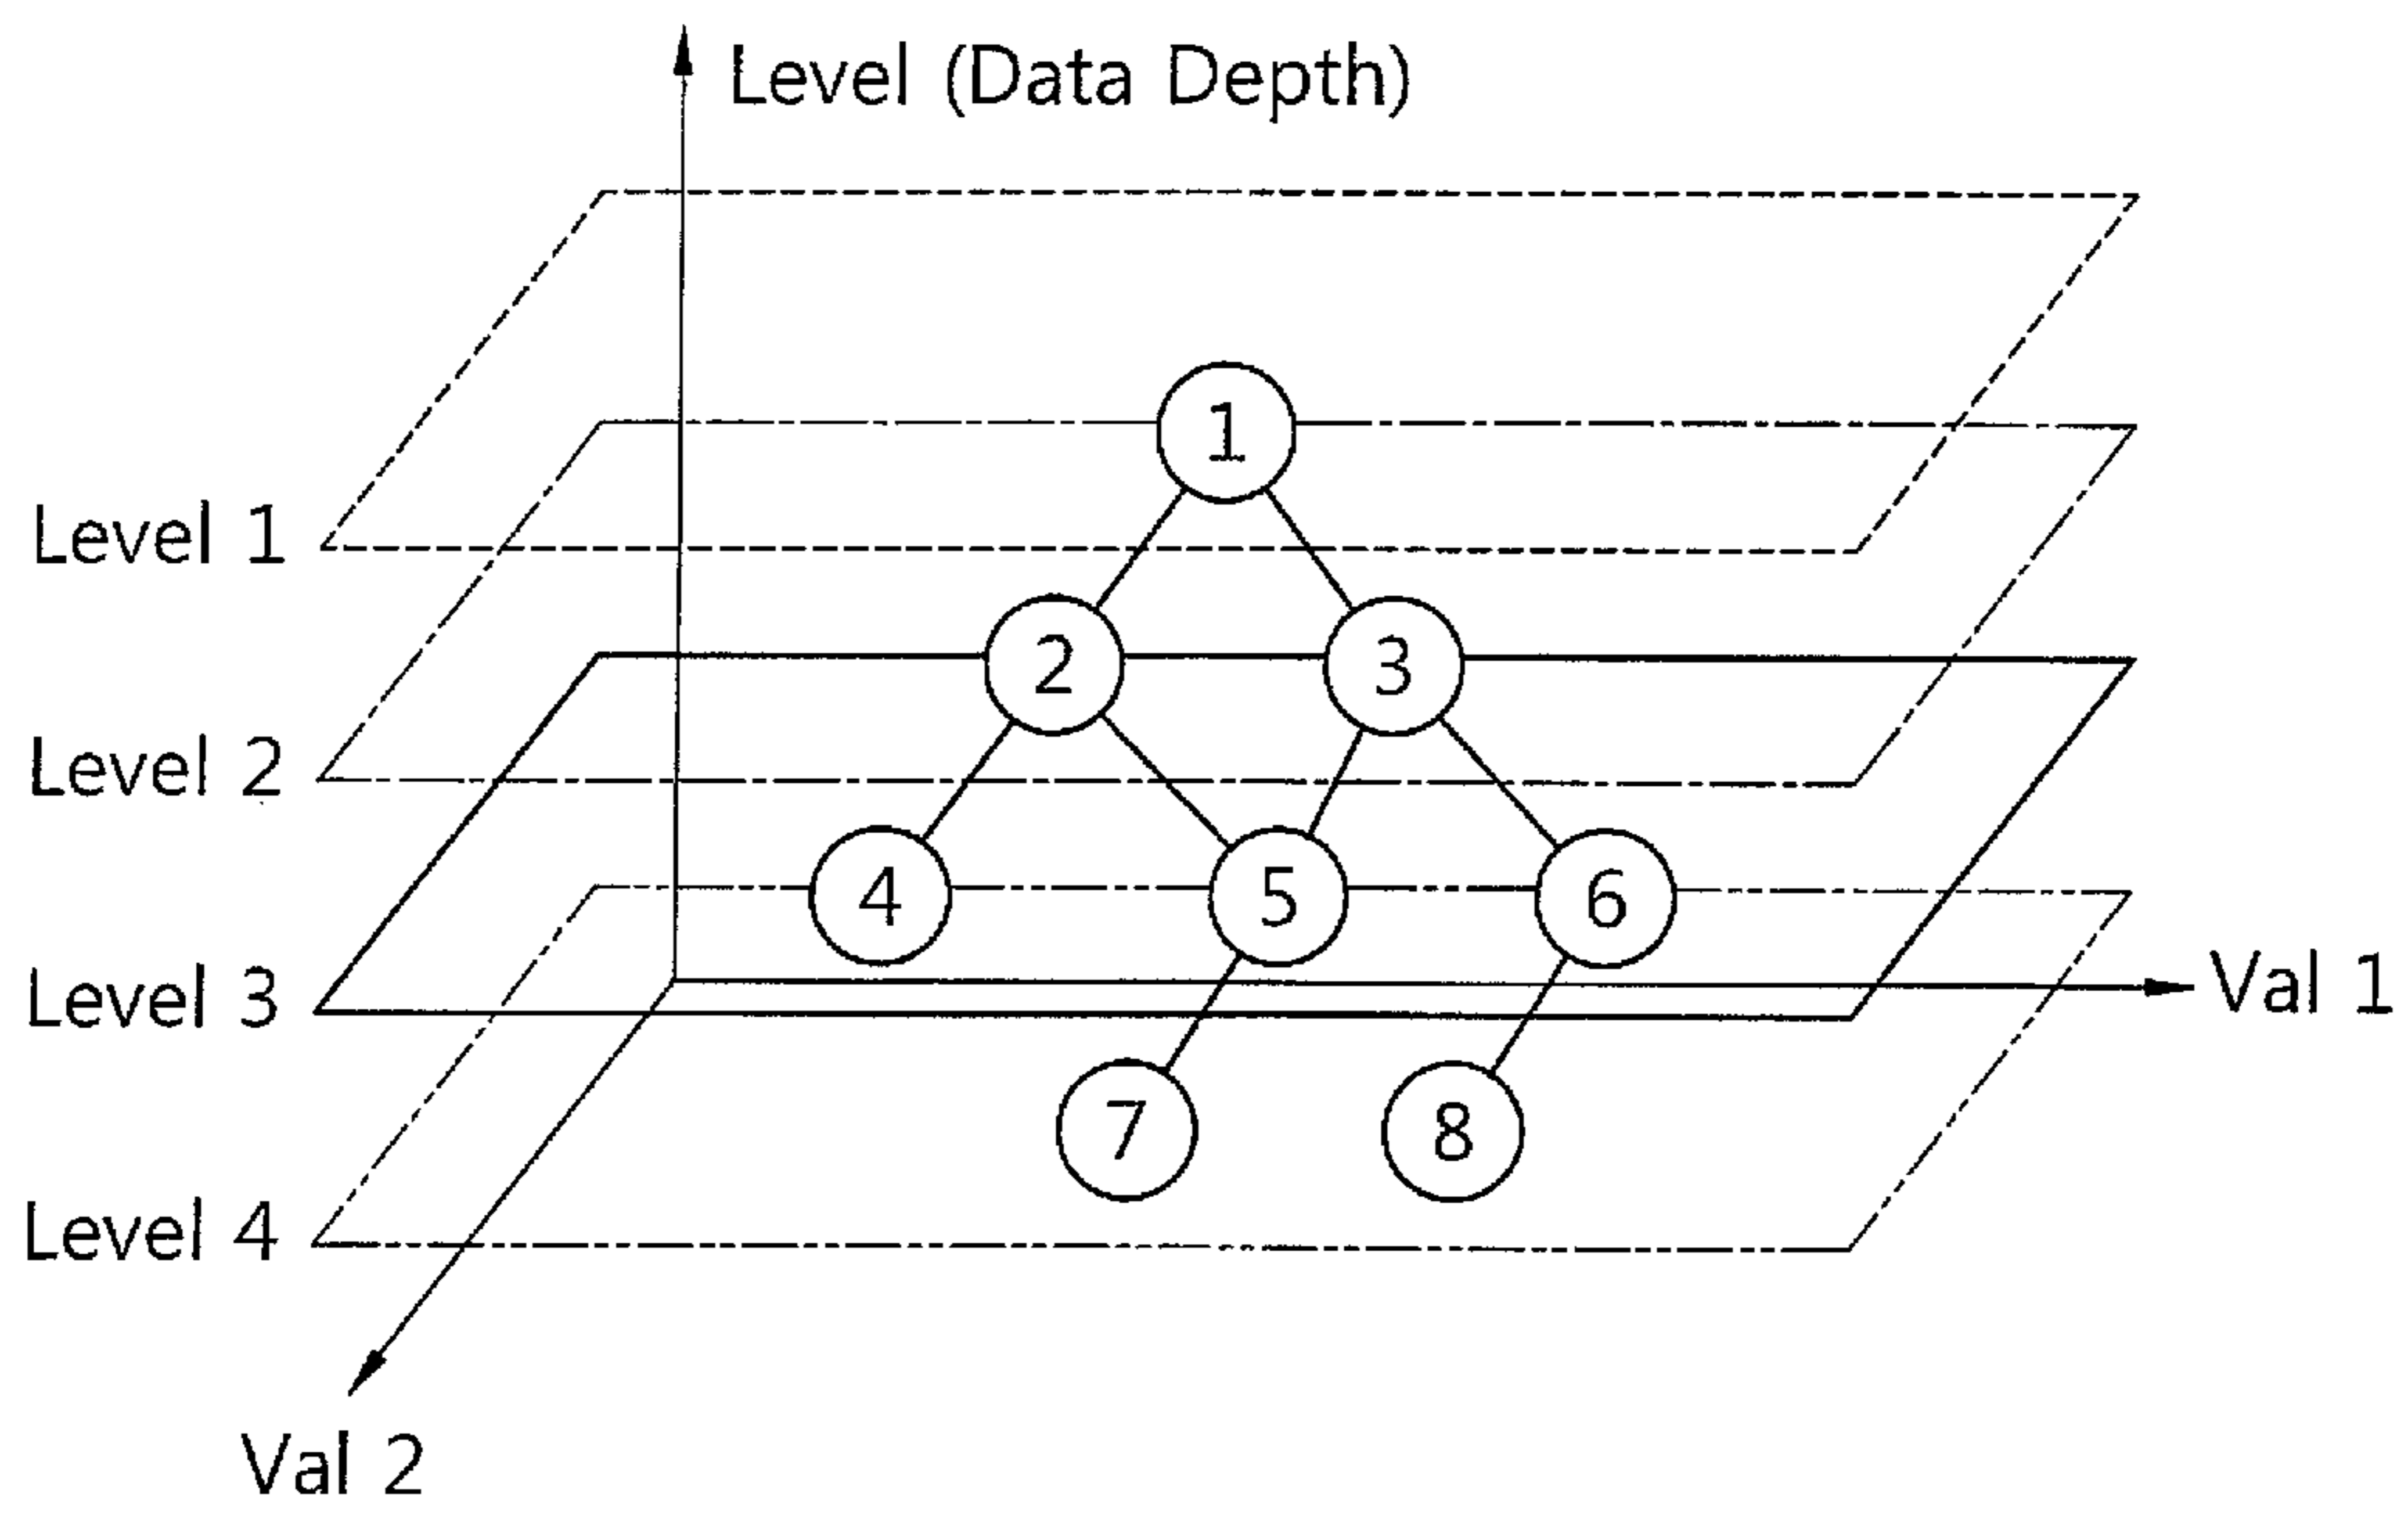 Level (Data Depth)
1
Level 1
2
3
Level 2
4
5
6
Level 3
Val 1
7
8
Level 4
Val 2